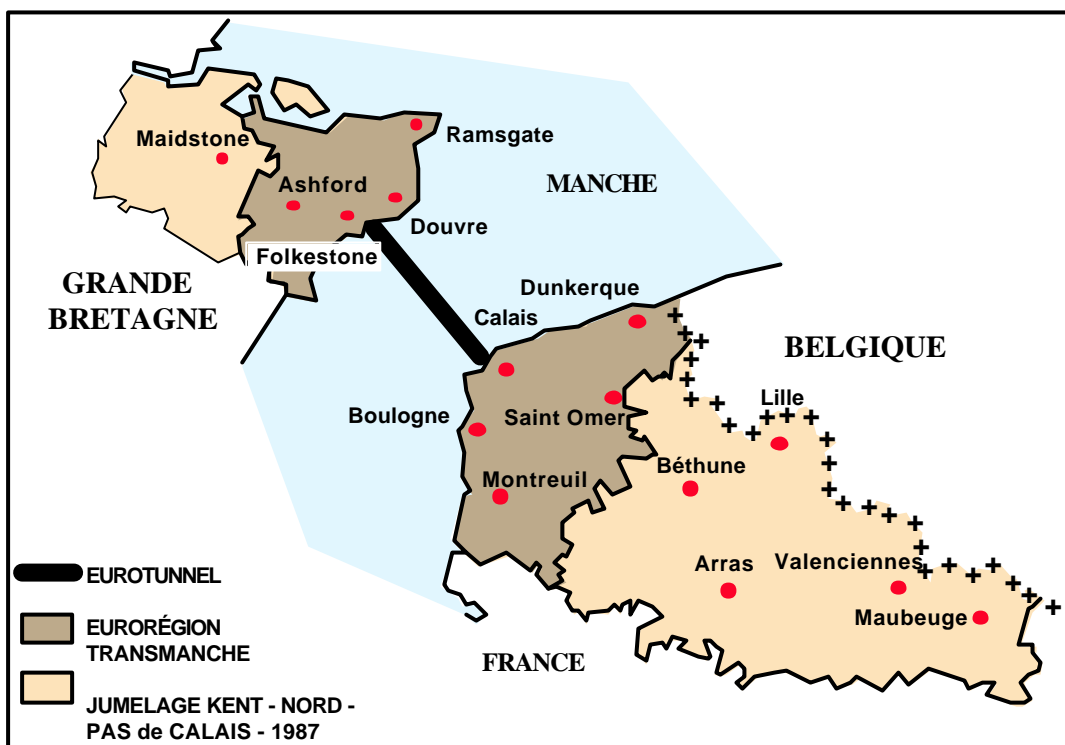 Maidstone
Ramsgate
Ashford
MANCHE
Douvre
Folkestone
GRANDE
BRETAGNE
Dunkerque
Calais
BELGIQUE
Lille
Boulogne
Saint Omer
Béthune
Montreuil
Arras
Valenciennes
Maubeuge
FRANCE
EUROTUNNEL
EURORÉGION
TRANSMANCHE
JUMELAGE KENT - NORD -
PAS de CALAIS - 1987